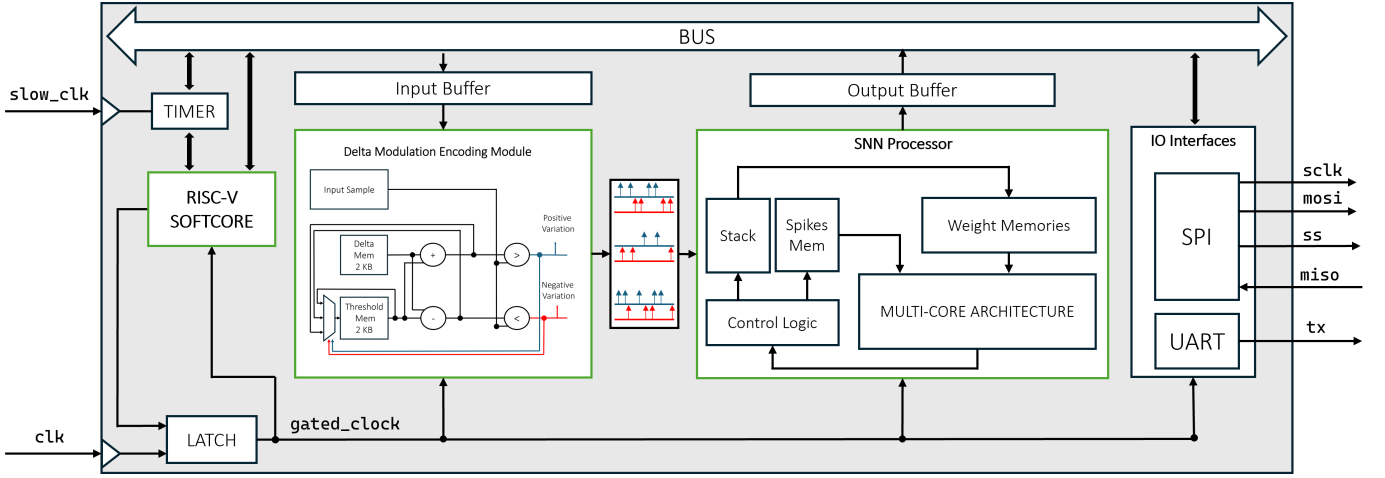 BUS
slow_clk
TIMER
Input Buffer
Output Buffer
RISC-V
SOFTCORE
Delta Modulation Encoding Module
Input Sample
Delta
Mem
2 KB
+
>
Positive
Variation
Threshold
Mem
2 KB
-
<
Negative
Variation
SNN Processor
Stack
Spikes
Mem
Weight Memories
Control Logic
MULTI-CORE ARCHITECTURE
IO Interfaces
SPI
UART
sclk
mosi
ss
miso
tx
gated_clock
LATCH
clk